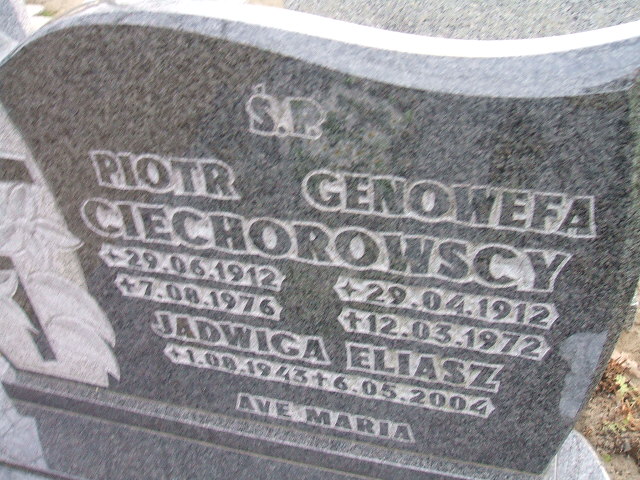 Ś.P.
PIOTR GENOWEFA
CIECHOROWSCY
*29.06.1912 *29.04.1912
✝7.08.1976 ✝12.03.1972
JADWIGA ELIASZ
✝1.08.1943 ✝6.05.2004
AVE MARIA